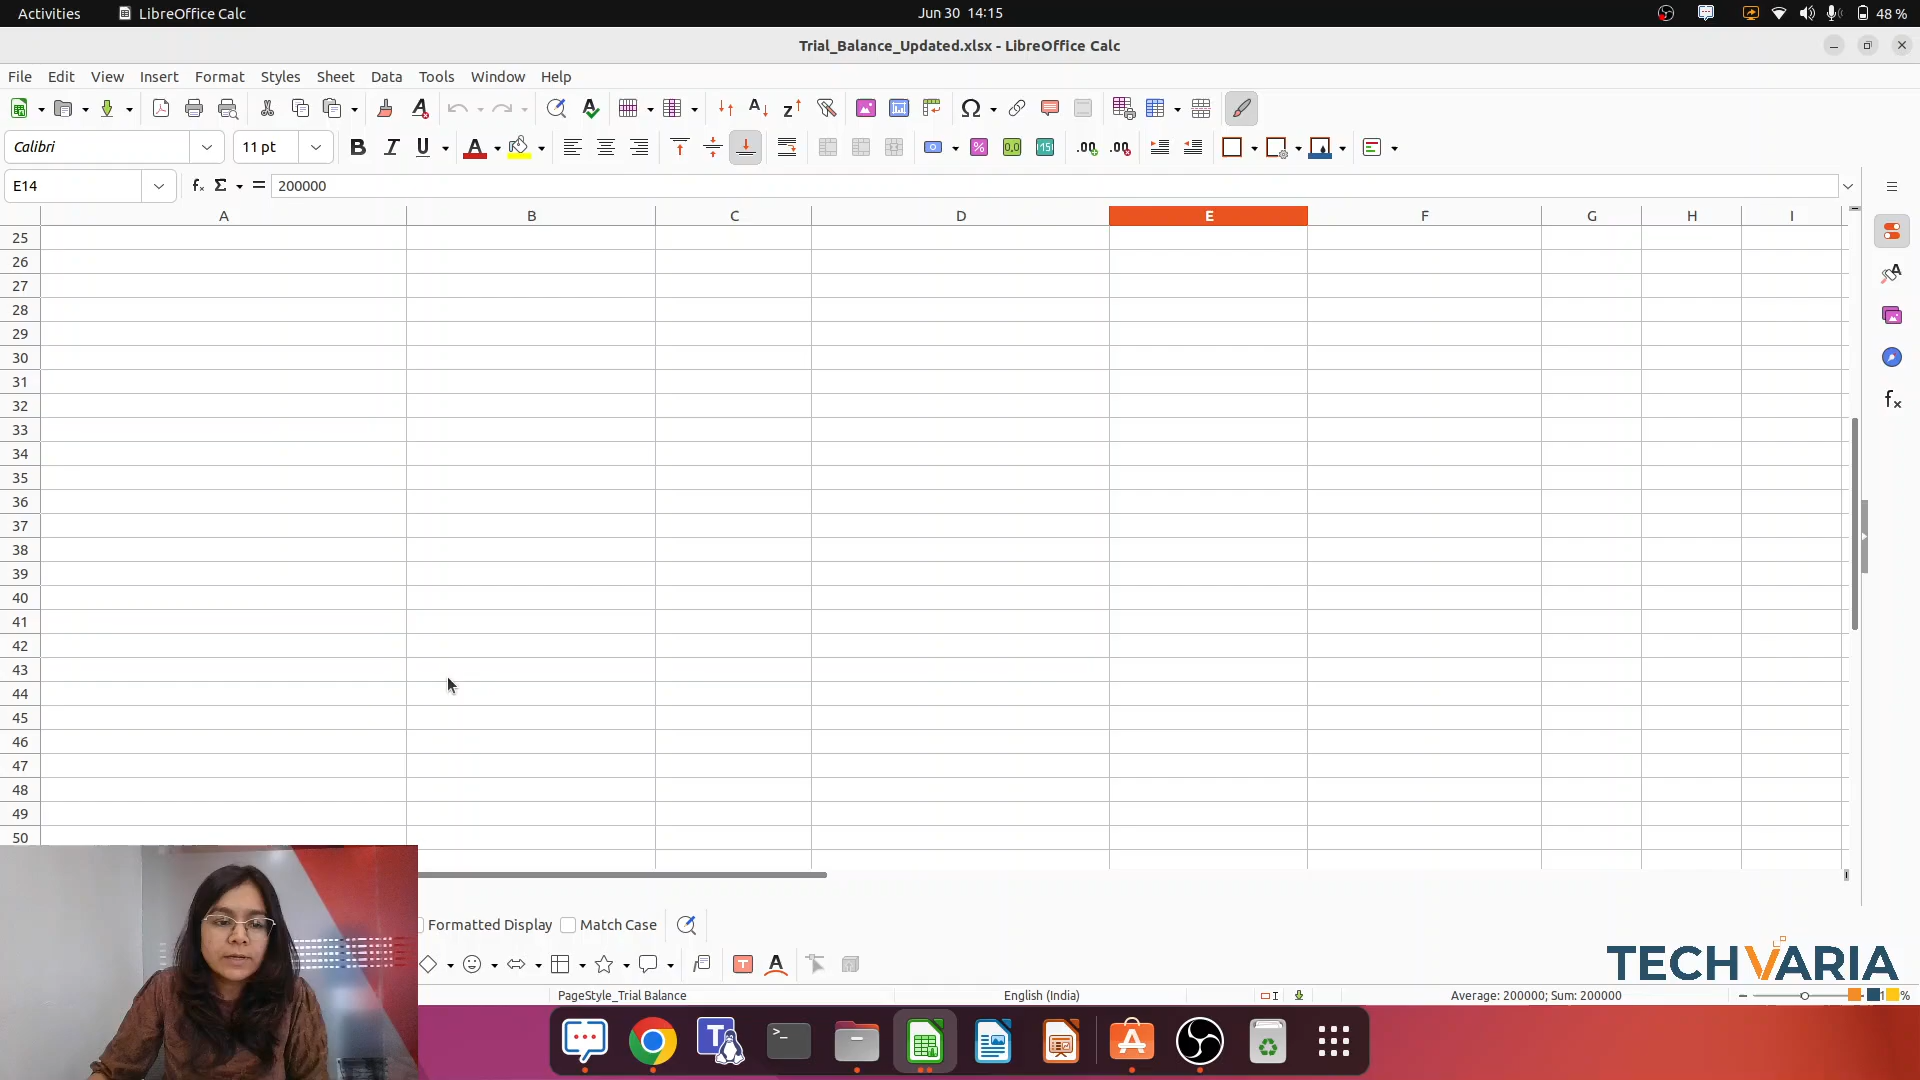 Activities LibreOffice Calc Jun 30 14:15 48 %
Trial_Balance_Updated.xlsx - LibreOffice Calc
File Edit View Insert Format Styles Sheet Data Tools Window Help
Calibri 11 pt
E14 200000
A B C D E F G H I
25
26
27
28
29
30
31
32
33
34
35
36
37
38
39
40
41
42
43
44
45
46
47
48
49
50
Formatted Display Match Case
TECHVARIA
PageStyle_Trial Balance English (India) Average: 200000; Sum: 200000